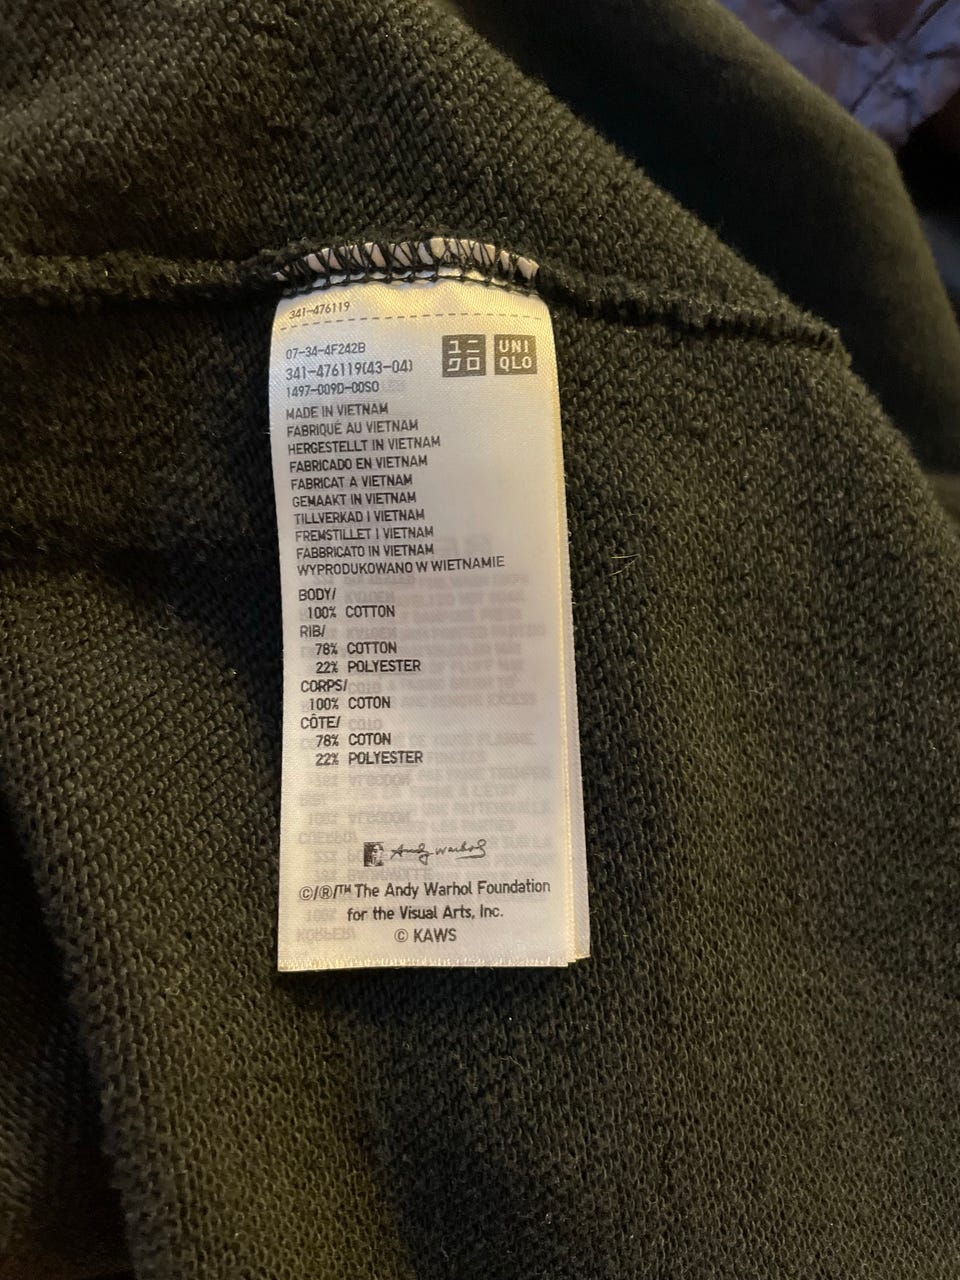 341-476119
07-34-4F242B
341-476119(43-04)
1497-009D-00SO
ユニ
クロ
UNI
QLO
MADE IN VIETNAM
FABRIQUÉ AU VIETNAM
HERGESTELLT IN VIETNAM
FABRICADO EN VIETNAM
FABRICAT A VIETNAM
GEMAAKT IN VIETNAM
TILLVERKAD I VIETNAM
FREMSTILLET I VIETNAM
FABBRICATO IN VIETNAM
WYPRODUKOWANO W WIETNAMIE
BODY/
100% COTTON
RIB/
78% COTTON
22% POLYESTER
CORPS/
100% COTON
CÔTE/
78% COTON
22% POLYESTER
Andy Warhol
©/®/™ The Andy Warhol Foundation
for the Visual Arts, Inc.
© KAWS